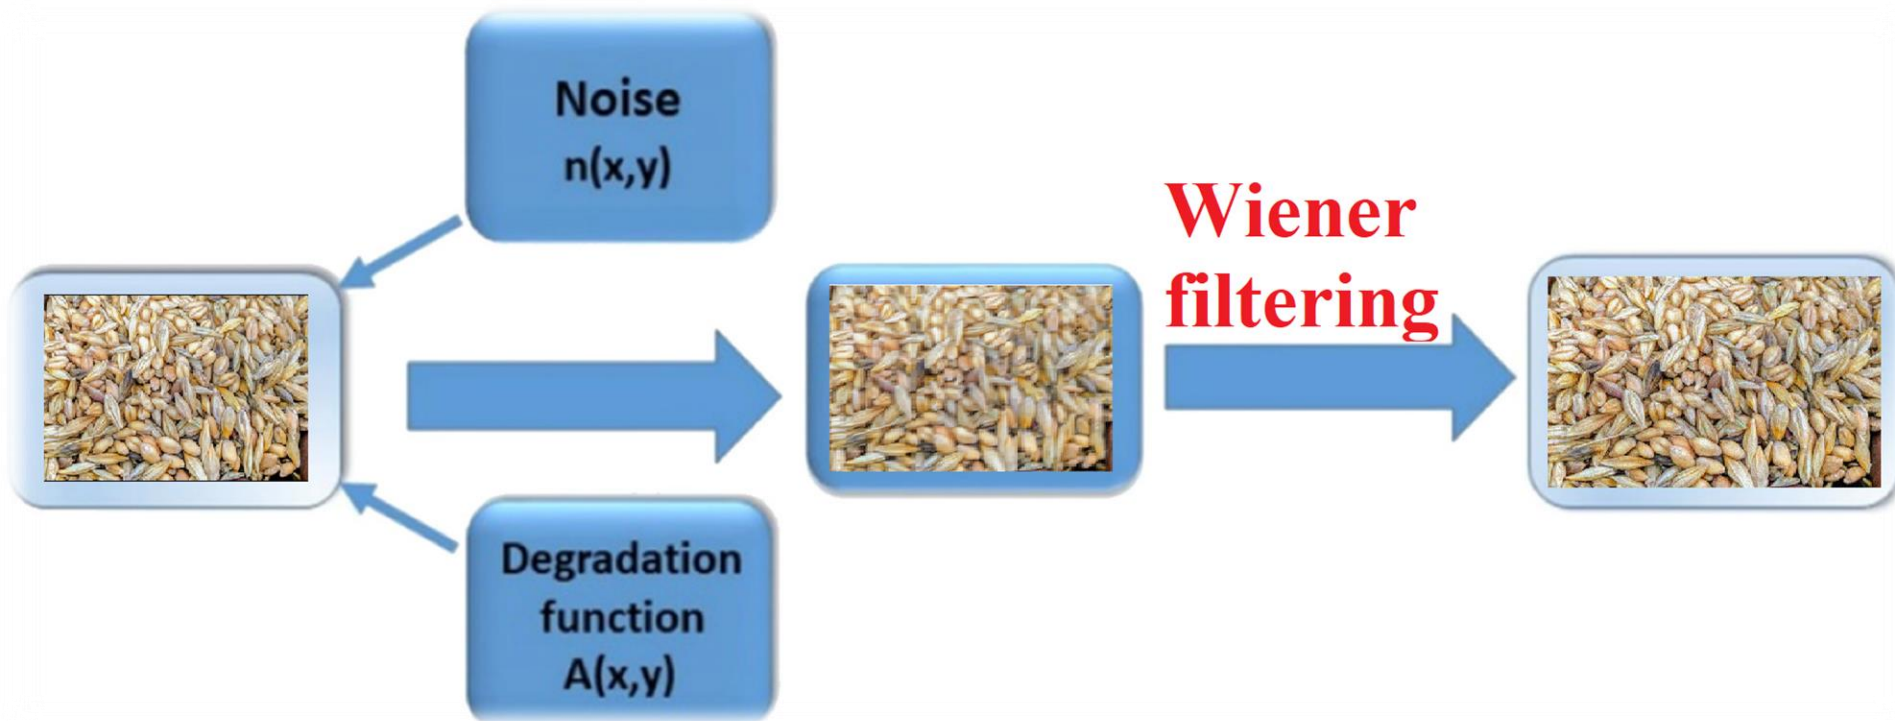 Noise
n(x,y)
Wiener
filtering
Degradation
function
A(x,y)